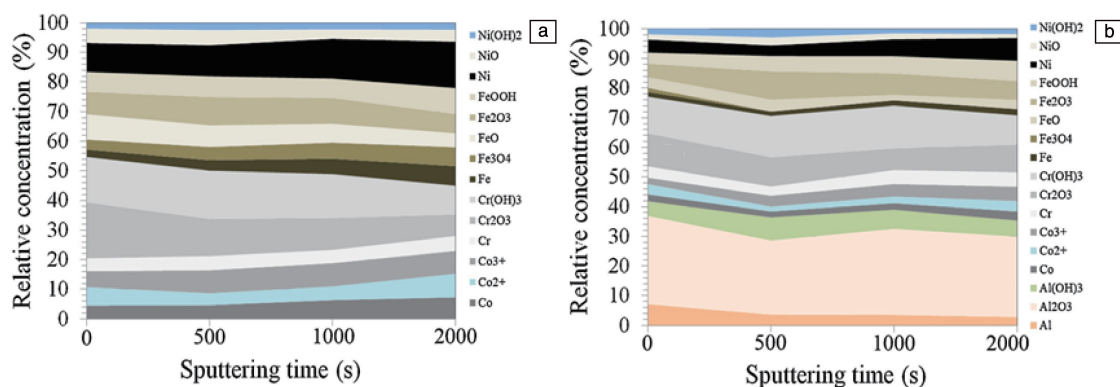 a
Relative concentration (%)
100
90
80
70
60
50
40
30
20
10
0
0 500 1000 2000
Sputtering time (s)
Ni(OH)2
NiO
Ni
FeOOH
Fe2O3
FeO
Fe3O4
Fe
Cr(OH)3
Cr2O3
Cr
Co3+
Co2+
Co
b
Relative concentration (%)
100
90
80
70
60
50
40
30
20
10
0
0 500 1000 2000
Sputtering time (s)
Ni(OH)2
NiO
Ni
FeOOH
Fe2O3
FeO
Fe3O4
Fe
Cr(OH)3
Cr2O3
Cr
Co3+
Co2+
Co
Al(OH)3
Al2O3
Al